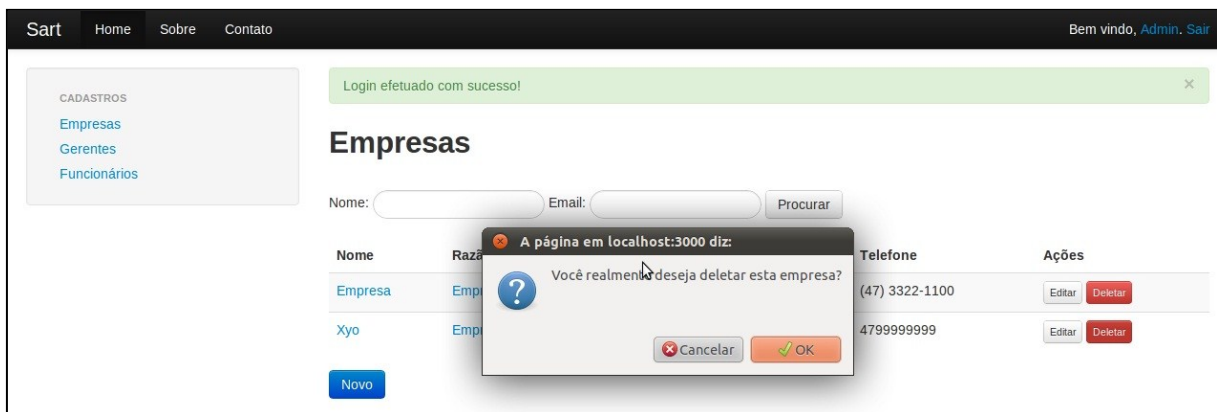 Sart Home Sobre Contato Bem vindo, Admin. Sair
CADASTROS
Empresas
Gerentes
Funcionários
Login efetuado com sucesso! ×
Empresas
Nome: Email: Procurar
Nome Telefone Ações
Empresa (47) 3322-1100 Editar Deletar
Xyo 4799999999 Editar Deletar
Novo
A página em localhost:3000 diz:
Você realmente deseja deletar esta empresa?
Cancelar OK